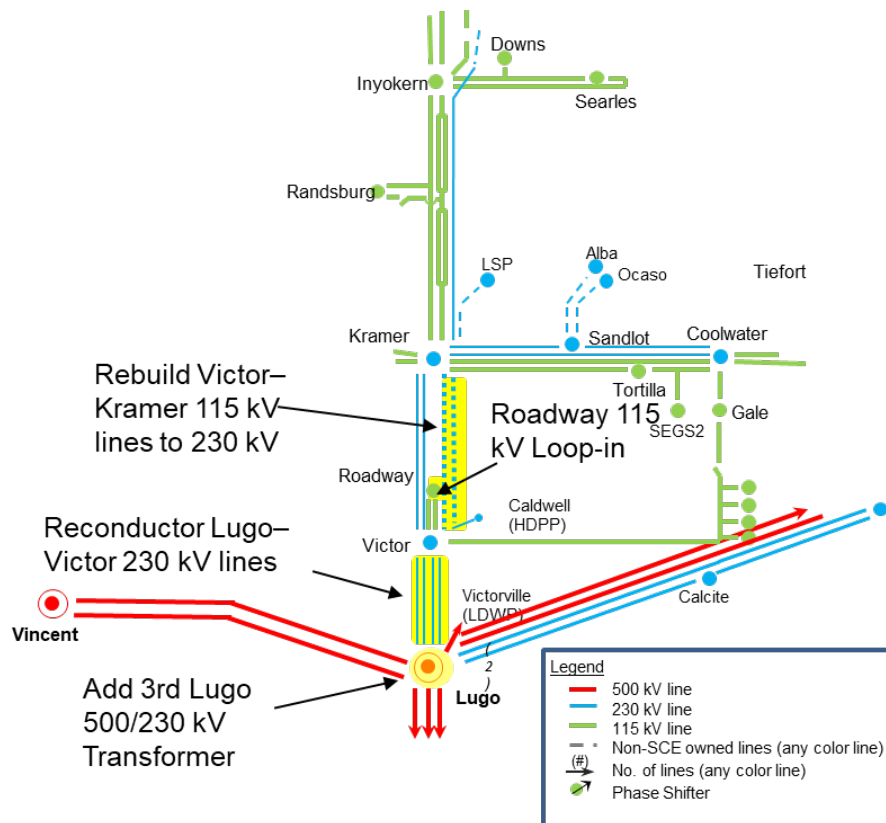 Downs
Inyokern
Searles
Randsburg
LSP
Alba
Ocaso
Tiefort
Kramer
Sandlot
Coolwater
Rebuild Victor–
Kramer 115 kV
lines to 230 kV
Tortilla
Roadway 115
kV Loop-in
SEGS2
Gale
Roadway
Caldwell
(HDPP)
Reconductor Lugo–
Victor 230 kV lines
Victor
Victorville
(LDWP)
Calcite
Vincent
(2)
Lugo
Add 3rd Lugo
500/230 kV
Transformer
Legend
500 kV line
230 kV line
115 kV line
Non-SCE owned lines (any color line)
(#)
No. of lines (any color line)
Phase Shifter